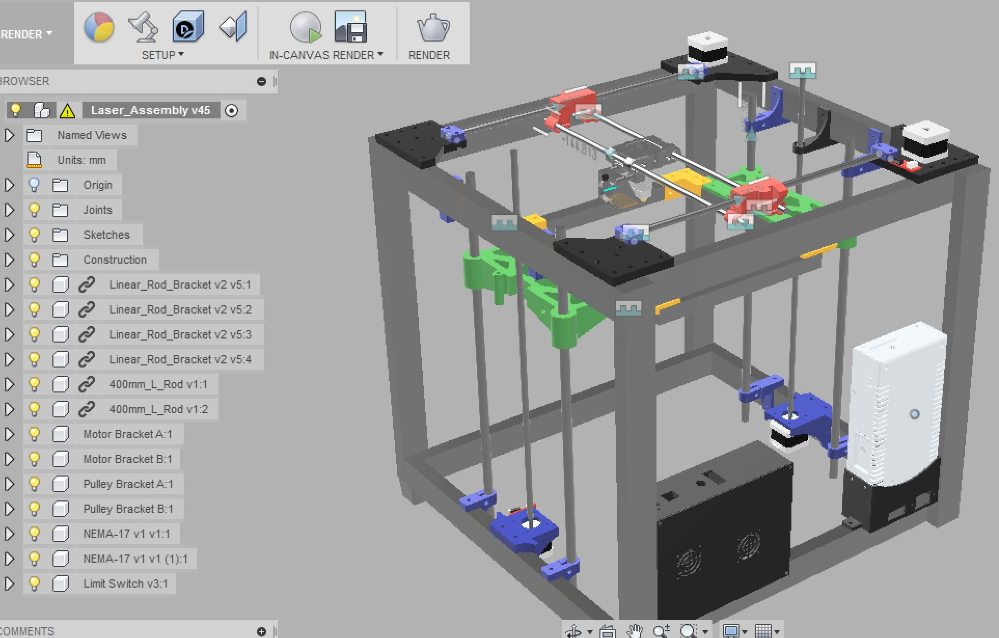 RENDER
SETUP
IN-CANVAS RENDER
RENDER
BROWSER
Laser_Assembly v45
Named Views
Units: mm
Origin
Joints
Sketches
Construction
Linear_Rod_Bracket v2 v5:1
Linear_Rod_Bracket v2 v5:2
Linear_Rod_Bracket v2 v5:3
Linear_Rod_Bracket v2 v5:4
400mm_L_Rod v1:1
400mm_L_Rod v1:2
Motor Bracket A:1
Motor Bracket B:1
Pulley Bracket A:1
Pulley Bracket B:1
NEMA-17 v1 v1:1
NEMA-17 v1 v1 (1):1
Limit Switch v3:1
COMMENTS